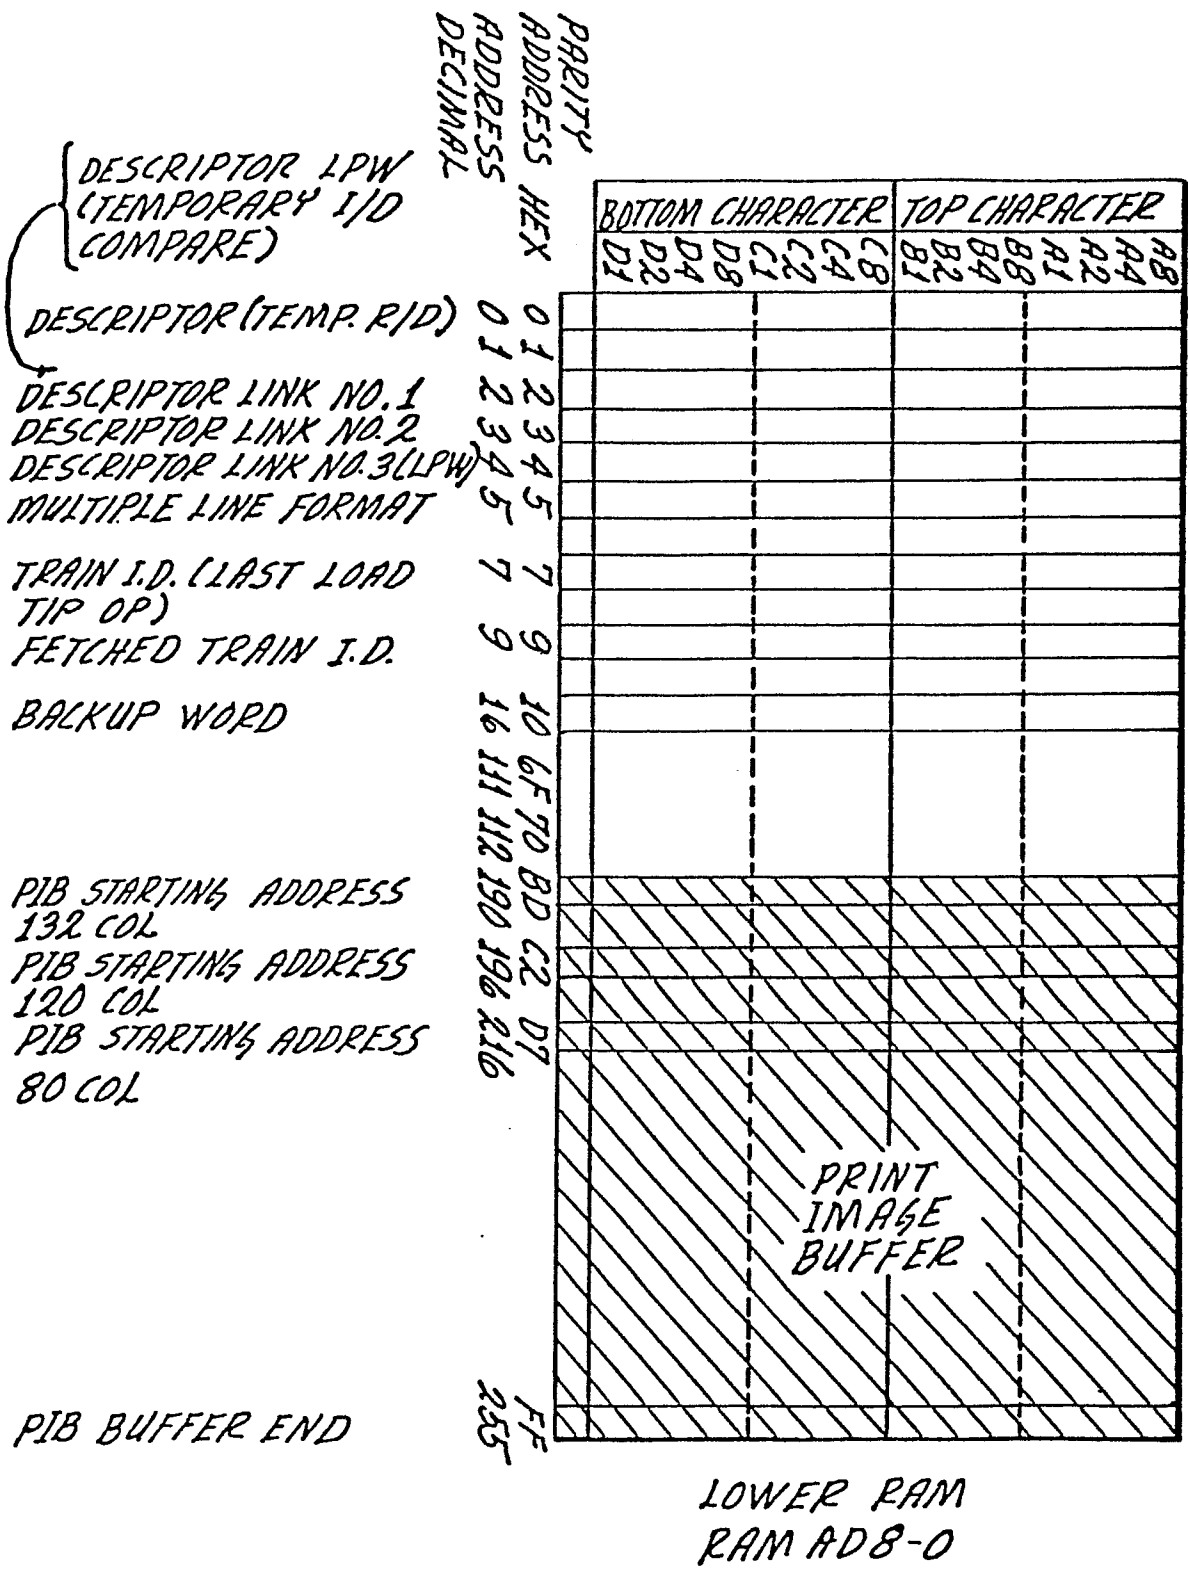 PARITY
ADDRESS HEX
ADDRESS
DECIMAL
DESCRIPTOR LPW
(TEMPORARY I/D
COMPARE)
BOTTOM CHARACTER TOP CHARACTER
D1 D2 D4 D8 C1 C2 C4 C8 B1 B2 B4 B8 A1 A2 A4 A8
DESCRIPTOR (TEMP. R/D) 0 0
1 1
DESCRIPTOR LINK NO. 1 2 2
DESCRIPTOR LINK NO. 2 3 3
DESCRIPTOR LINK NO. 3 (LPW) 4 4
MULTIPLE LINE FORMAT 5 5
TRAIN I.D. (LAST LOAD 7 7
TIP OP)
FETCHED TRAIN I.D. 9 9
BACKUP WORD 16 10
111 6F
112 70
PIB STARTING ADDRESS 190 BD
132 COL
PIB STARTING ADDRESS 196 C2
120 COL
PIB STARTING ADDRESS 216 D7
80 COL
PRINT
IMAGE
BUFFER
PIB BUFFER END 255 FF
LOWER RAM
RAM AD8-0